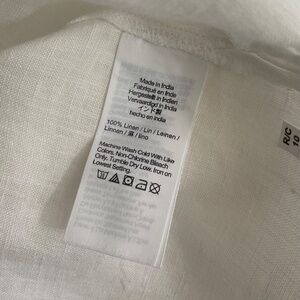 Made in India
Fabriqué en Inde
Hergestellt in Indien
Vervaardigd in India
インド製
hecho en India
100% Linen / Lin / Leinen /
Linnen / 麻 / lino
Machine Wash Cold With Like
Colors, Non-Chlorine Bleach
Only, Tumble Dry Low, Iron on
Lowest Setting.
R/C
10